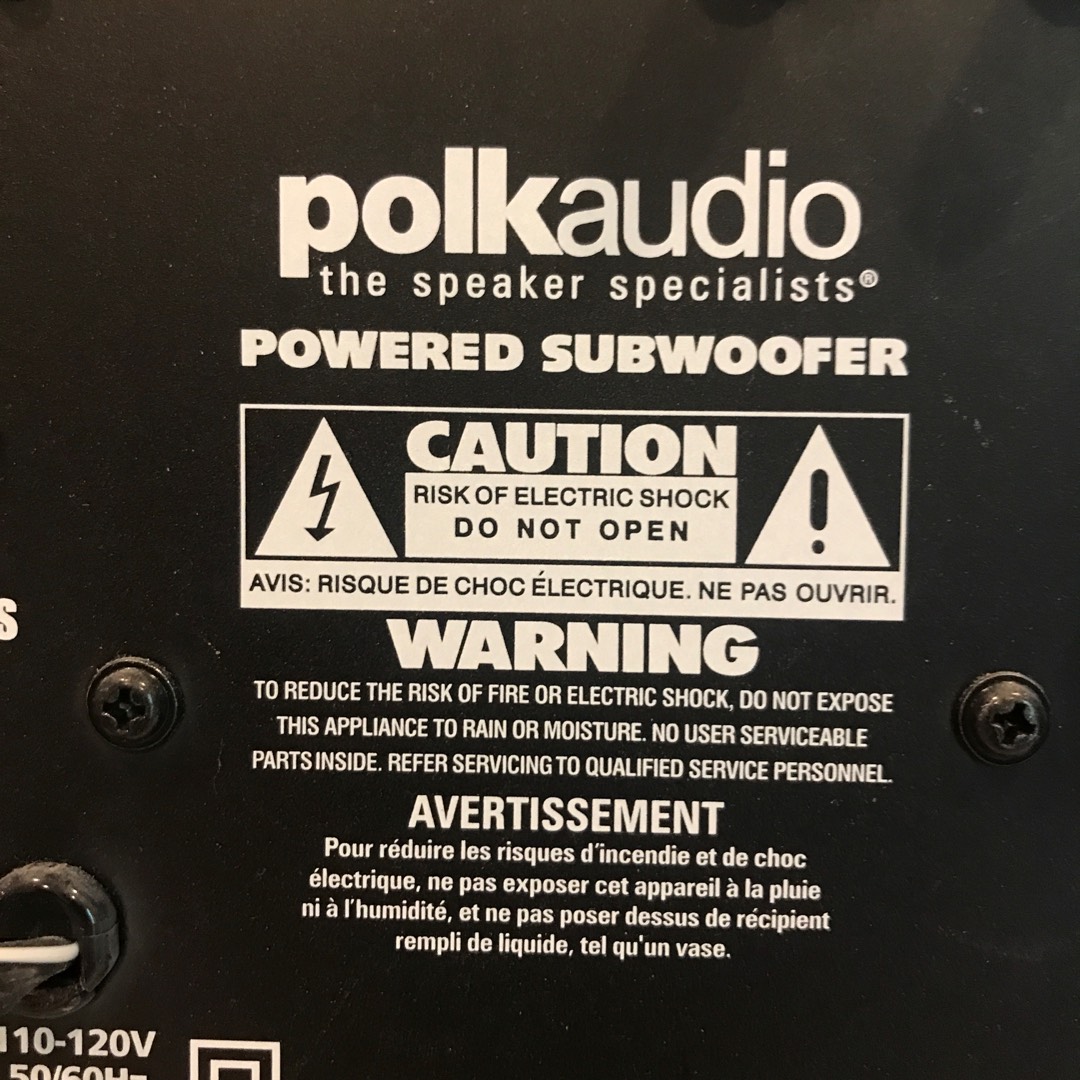 polkaudio
the speaker specialists®
POWERED SUBWOOFER
CAUTION
RISK OF ELECTRIC SHOCK
DO NOT OPEN
AVIS: RISQUE DE CHOC ÉLECTRIQUE. NE PAS OUVRIR.
S
WARNING
TO REDUCE THE RISK OF FIRE OR ELECTRIC SHOCK, DO NOT EXPOSE
THIS APPLIANCE TO RAIN OR MOISTURE. NO USER SERVICEABLE
PARTS INSIDE. REFER SERVICING TO QUALIFIED SERVICE PERSONNEL.
AVERTISSEMENT
Pour réduire les risques d'incendie et de choc
électrique, ne pas exposer cet appareil à la pluie
ni à l'humidité, et ne pas poser dessus de récipient
rempli de liquide, tel qu'un vase.
110-120V
50/60Hz